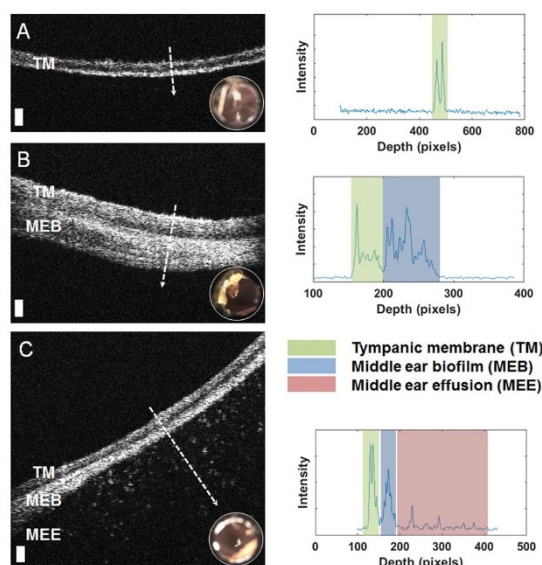 A
TM
Intensity
0 200 400 600 800
Depth (pixels)
B
TM
MEB
Intensity
100 200 300 400
Depth (pixels)
C
TM
MEB
MEE
Tympanic membrane (TM)
Middle ear biofilm (MEB)
Middle ear effusion (MEE)
Intensity
0 100 200 300 400 500
Depth (pixels)